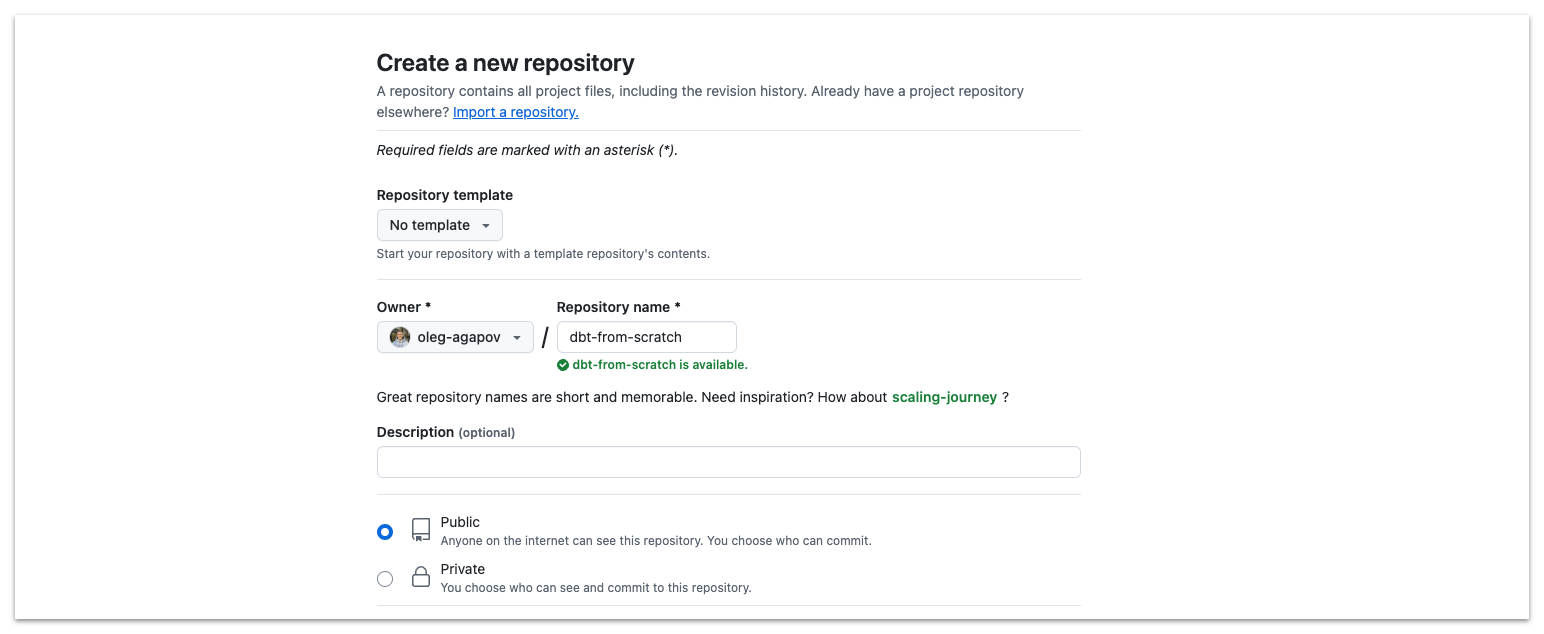 Create a new repository
A repository contains all project files, including the revision history. Already have a project repository
elsewhere? Import a repository.
Required fields are marked with an asterisk (*).
Repository template
No template
Start your repository with a template repository's contents.
Owner *
Repository name *
oleg-agapov
/
dbt-from-scratch
dbt-from-scratch is available.
Great repository names are short and memorable. Need inspiration? How about scaling-journey ?
Description (optional)
Public
Anyone on the internet can see this repository. You choose who can commit.
Private
You choose who can see and commit to this repository.